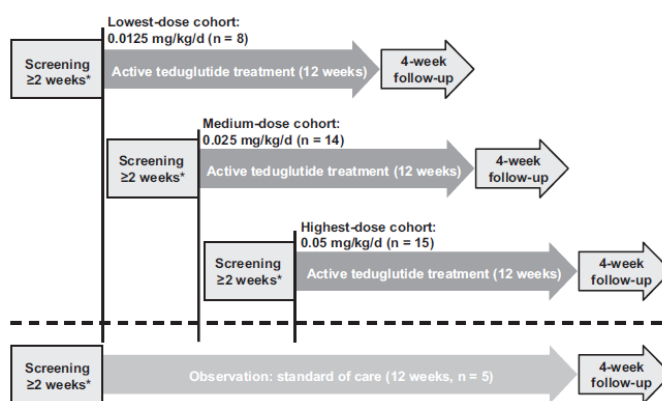 Lowest-dose cohort:
0.0125 mg/kg/d (n = 8)
Screening
≥2 weeks*
Active teduglutide treatment (12 weeks)
4-week
follow-up
Medium-dose cohort:
0.025 mg/kg/d (n = 14)
Screening
≥2 weeks*
Active teduglutide treatment (12 weeks)
4-week
follow-up
Highest-dose cohort:
0.05 mg/kg/d (n = 15)
Screening
≥2 weeks*
Active teduglutide treatment (12 weeks)
4-week
follow-up
Screening
≥2 weeks*
Observation: standard of care (12 weeks, n = 5)
4-week
follow-up